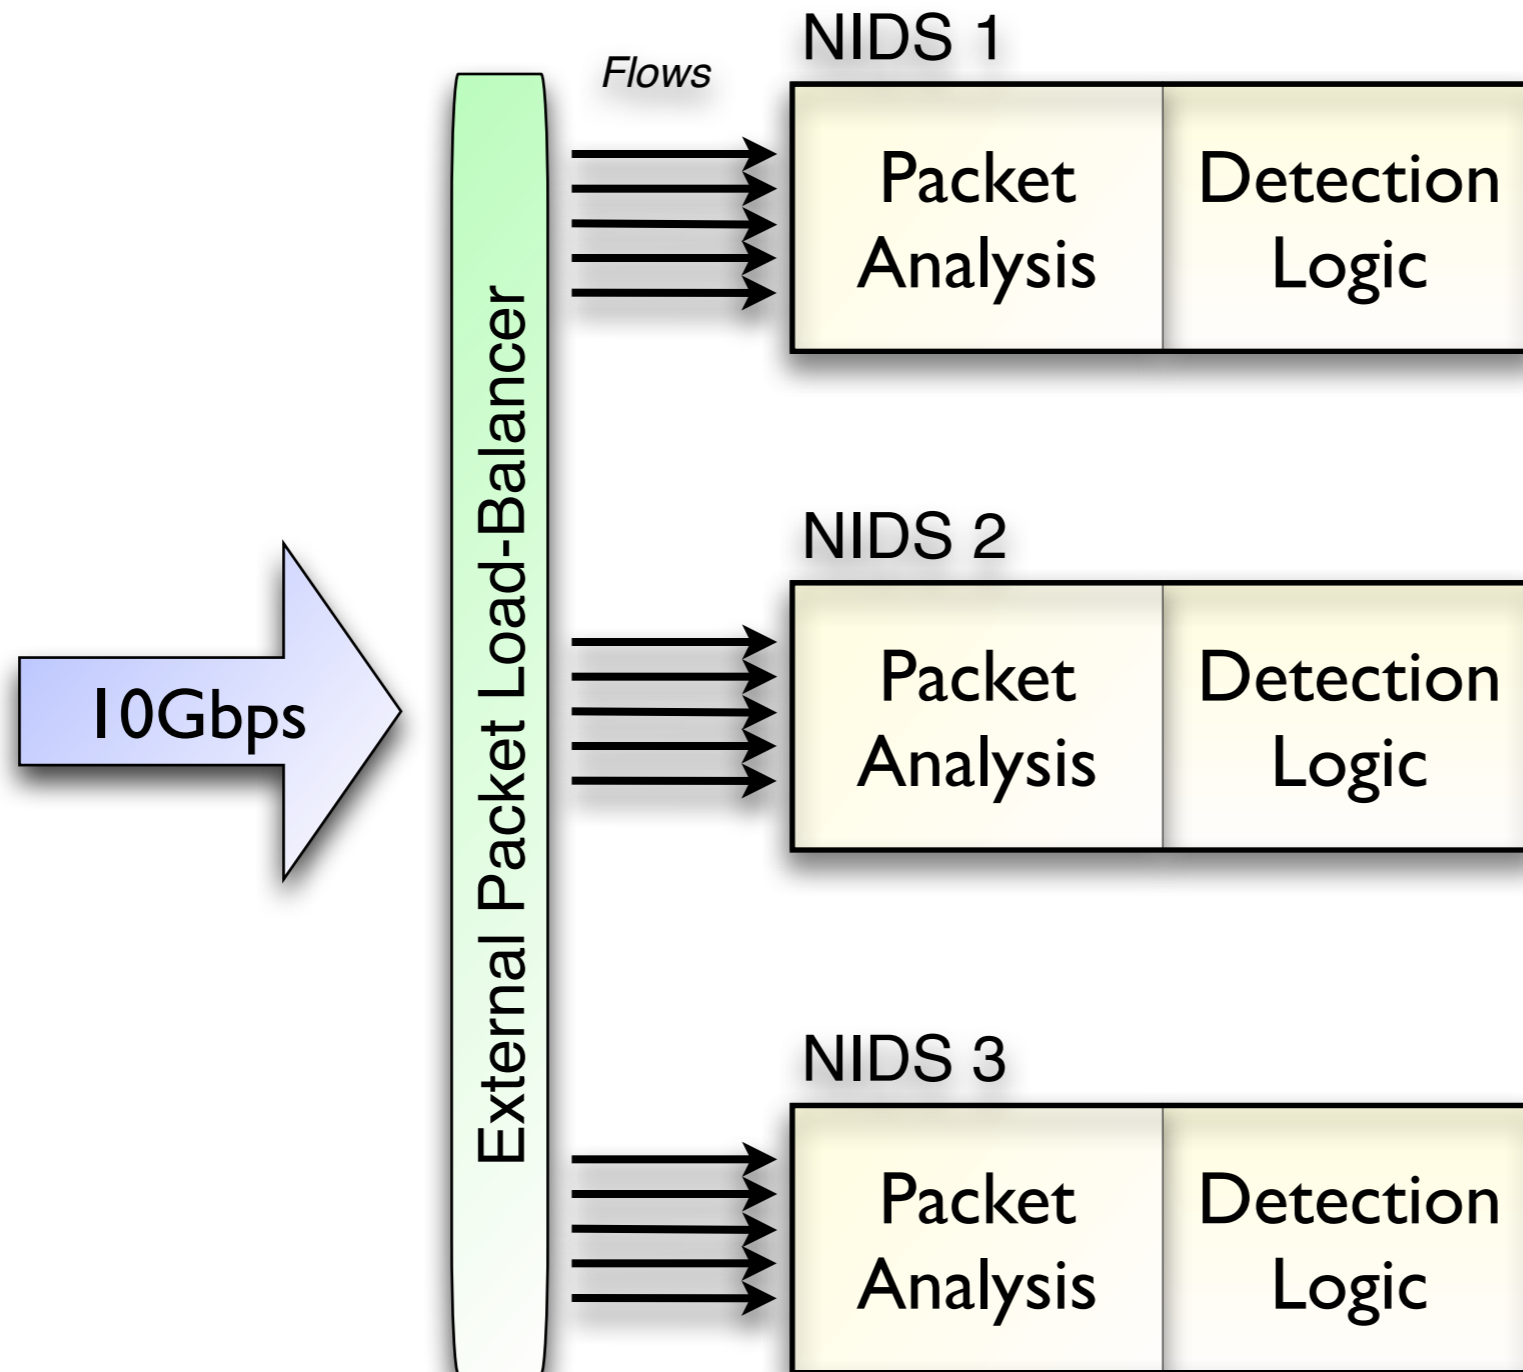 Flows
NIDS 1
Packet
Analysis
Detection
Logic
10Gbps
External Packet Load-Balancer
NIDS 2
Packet
Analysis
Detection
Logic
NIDS 3
Packet
Analysis
Detection
Logic